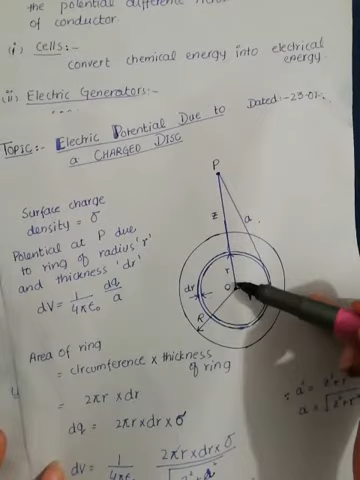 the potential difference
of conductor.
(i) Cells:-
convert chemical energy into electrical
energy.
(ii) Electric Generators:-
TOPIC:- Electric Potential Due to
a CHARGED DISC
Dated:-23-07-
Surface charge
density = σ
Potential at P due
to ring of radius 'r'
and thickness 'dr'
dV = 1/4πε₀ dq/a
P
z
a
dr
r
O
R
Area of ring
= circumference × thickness
of ring
= 2πr × dr
dq = 2πr × dr × σ
∴ a² = z² + r²
a = √z²+r²
dV = 1/4πε₀ 2πr × dr × σ